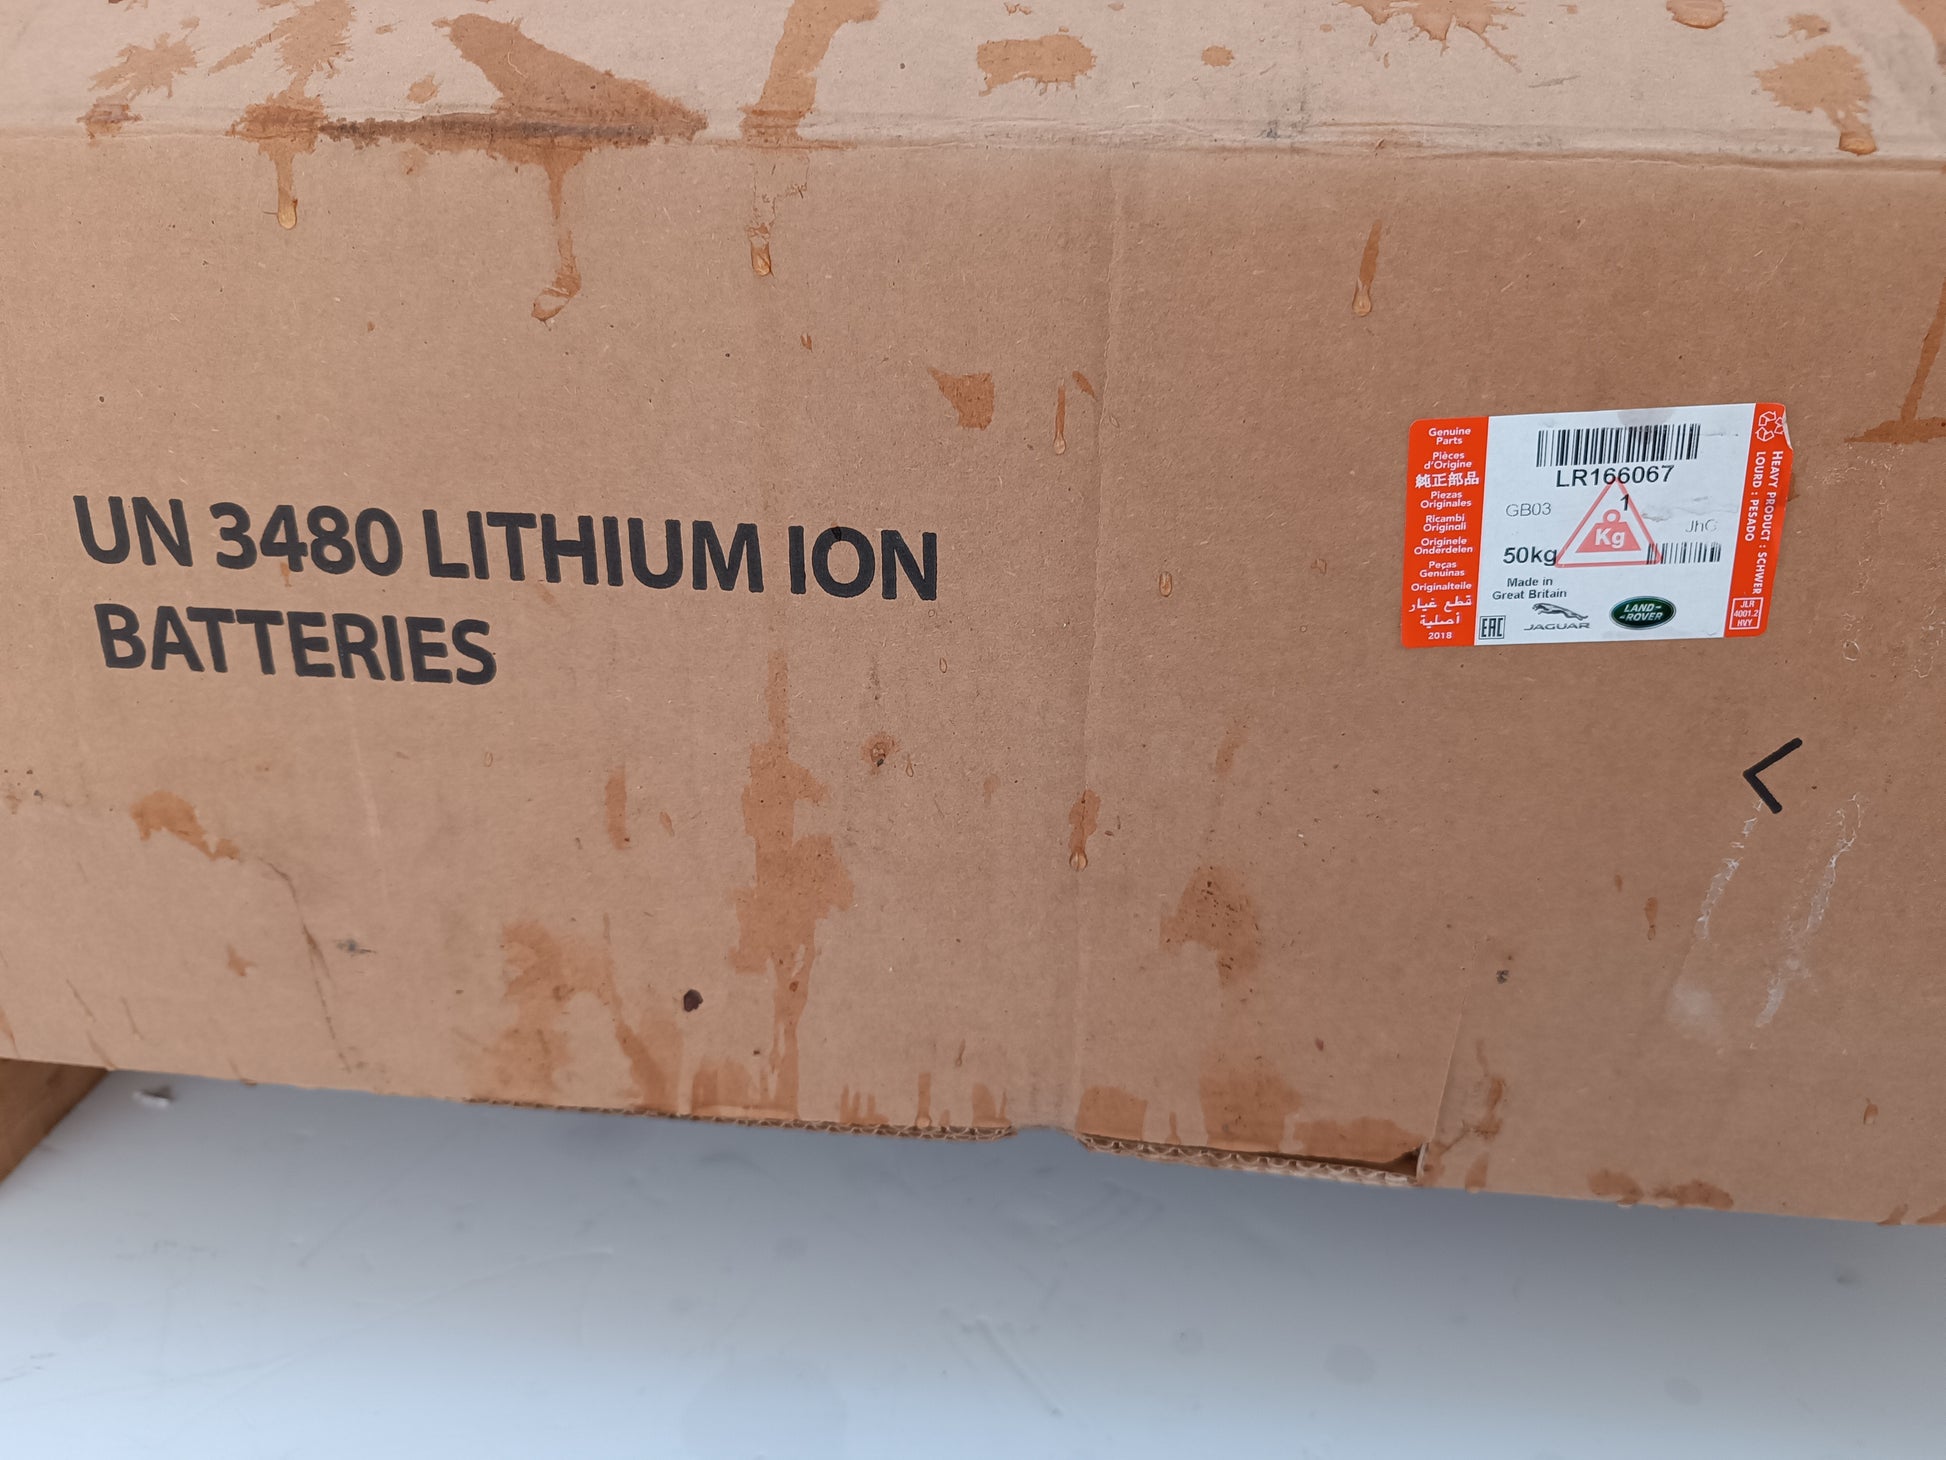 UN 3480 LITHIUM ION
BATTERIES
Genuine
Parts
Pièces
d'Origine
純正部品
Piezas
Originales
Ricambi
Originali
Originele
Onderdelen
Peças
Genuínas
Originalteile
قطع غيار
أصلية
2018
LR166067
1
GB03
Kg
50kg
Made in
Great Britain
EAC
JAGUAR
LAND-
-ROVER
HEAVY PRODUCT : SCHWER
LOURD : PESADO
JLR
4001.2
HVY